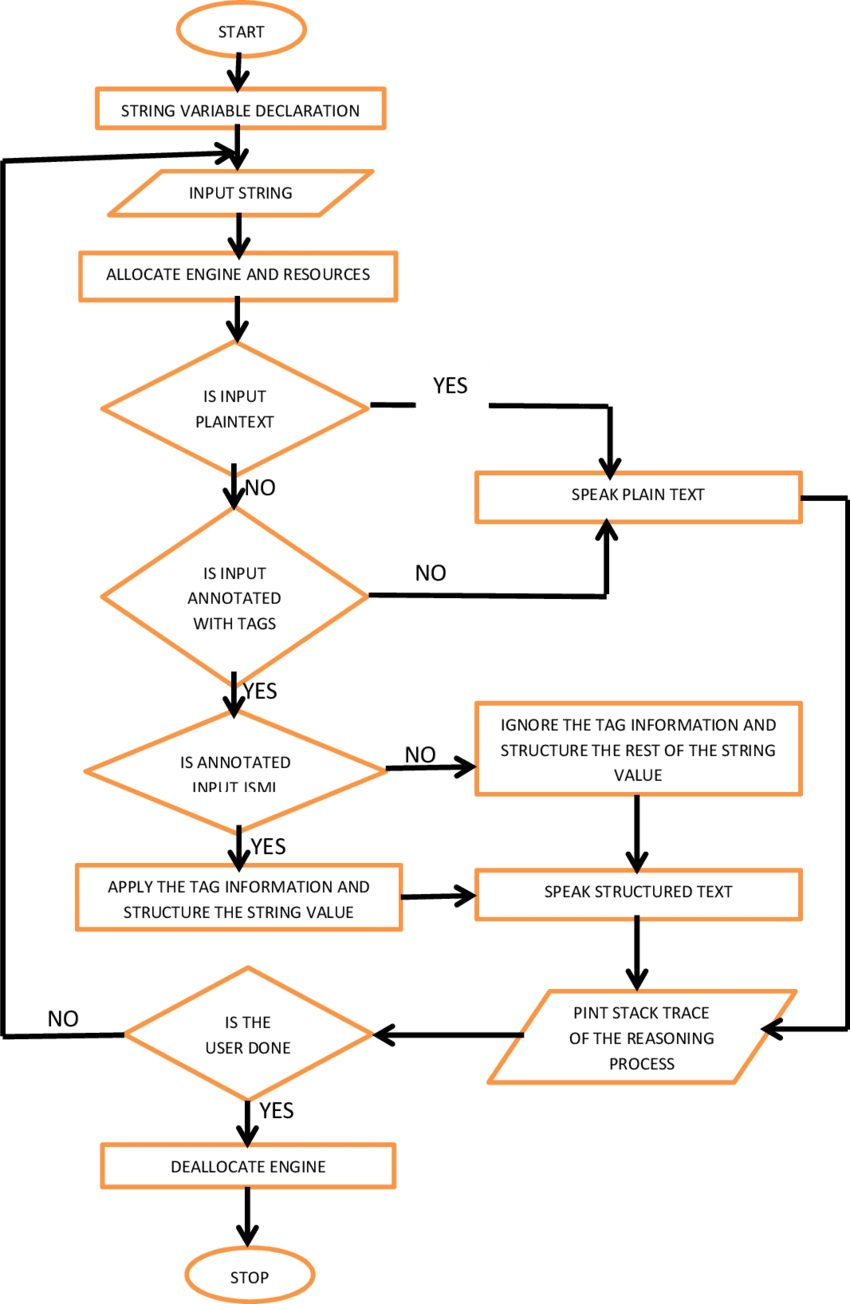 START
STRING VARIABLE DECLARATION
INPUT STRING
ALLOCATE ENGINE AND RESOURCES
IS INPUT
PLAINTEXT
YES
NO
SPEAK PLAIN TEXT
IS INPUT
ANNOTATED
WITH TAGS
NO
YES
IS ANNOTATED
INPUT JSML
NO
IGNORE THE TAG INFORMATION AND
STRUCTURE THE REST OF THE STRING
VALUE
YES
APPLY THE TAG INFORMATION AND
STRUCTURE THE STRING VALUE
SPEAK STRUCTURED TEXT
PINT STACK TRACE
OF THE REASONING
PROCESS
IS THE
USER DONE
NO
YES
DEALLOCATE ENGINE
STOP